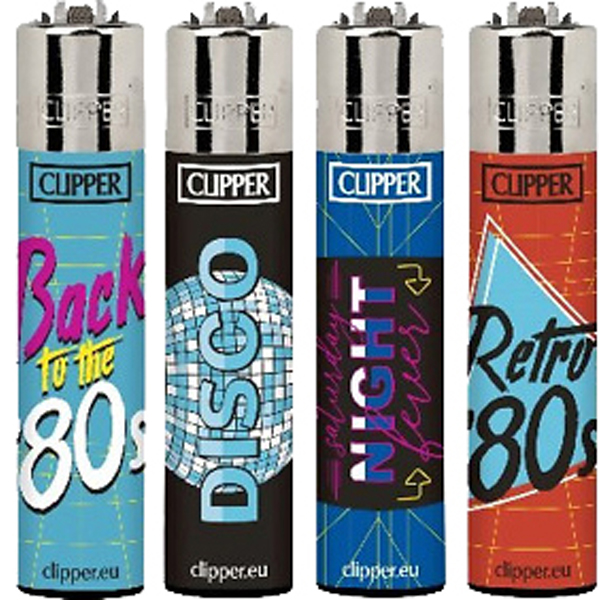 CLIPPER
CLIPPER
Back
to the
'80s
clipper.eu
CLIPPER
CLIPPER
DISCO
clipper.eu
CLIPPER
CLIPPER
saturday
NIGHT
fever
clipper.eu
CLIPPER
CLIPPER
Retro
'80s
clipper.eu